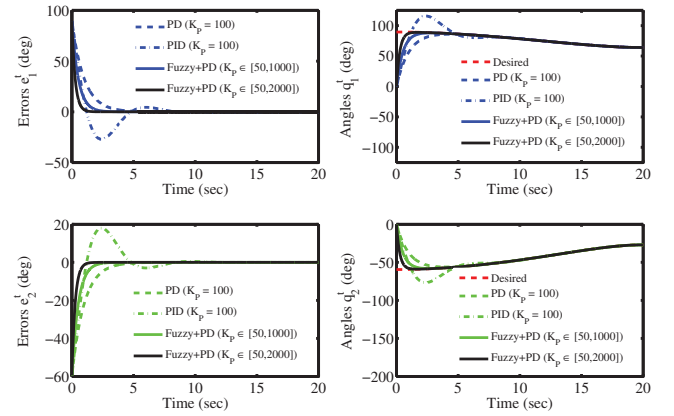 100
50
0
−50
0
5
10
15
20
Errors e₁ᵗ (deg)
Time (sec)
PD (K_P = 100)
PID (K_P = 100)
Fuzzy+PD (K_P ∈ [50,1000])
Fuzzy+PD (K_P ∈ [50,2000])
100
50
0
−50
−100
0
5
10
15
20
Angles q₁ᵗ (deg)
Time (sec)
Desired
PD (K_P = 100)
PID (K_P = 100)
Fuzzy+PD (K_P ∈ [50,1000])
Fuzzy+PD (K_P ∈ [50,2000])
20
0
−20
−40
−60
0
5
10
15
20
Errors e₂ᵗ (deg)
Time (sec)
PD (K_P = 100)
PID (K_P = 100)
Fuzzy+PD (K_P ∈ [50,1000])
Fuzzy+PD (K_P ∈ [50,2000])
0
−50
−100
−150
−200
0
5
10
15
20
Angles q₂ᵗ (deg)
Time (sec)
Desired
PD (K_P = 100)
PID (K_P = 100)
Fuzzy+PD (K_P ∈ [50,1000])
Fuzzy+PD (K_P ∈ [50,2000])